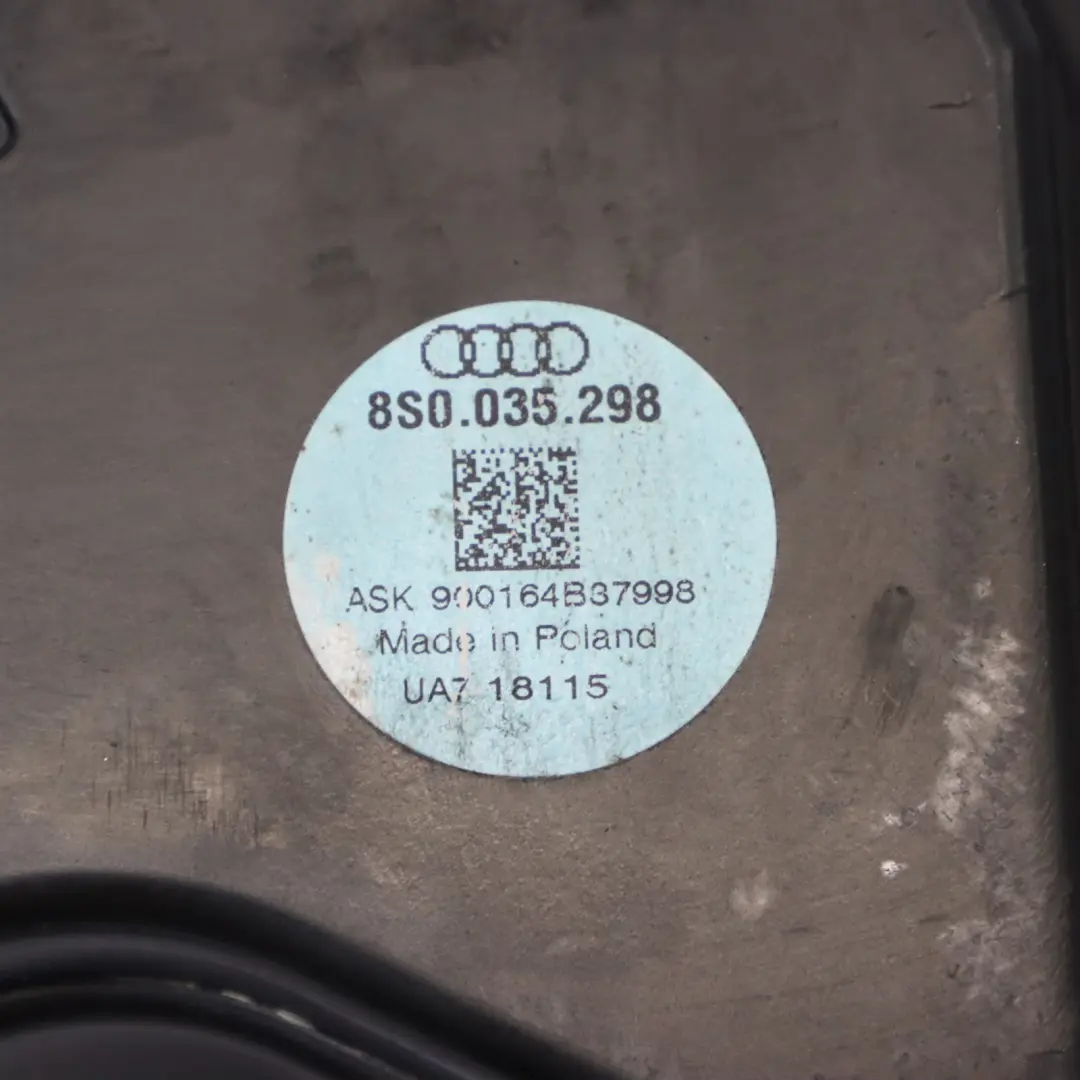 8S0.035.298
ASK 900164B37998
Made in Poland
UA7 18115